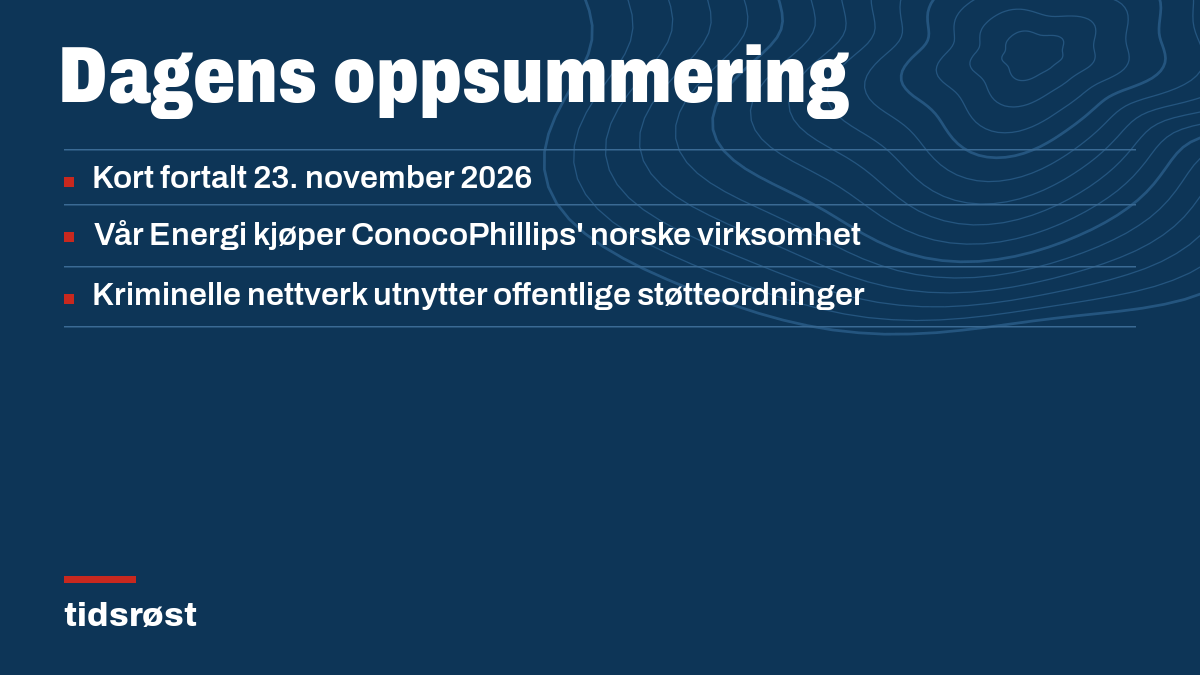 Dagens oppsummering
Kort fortalt 23. november 2026
Vår Energi kjøper ConocoPhillips' norske virksomhet
Kriminelle nettverk utnytter offentlige støtteordninger
tidsrøst